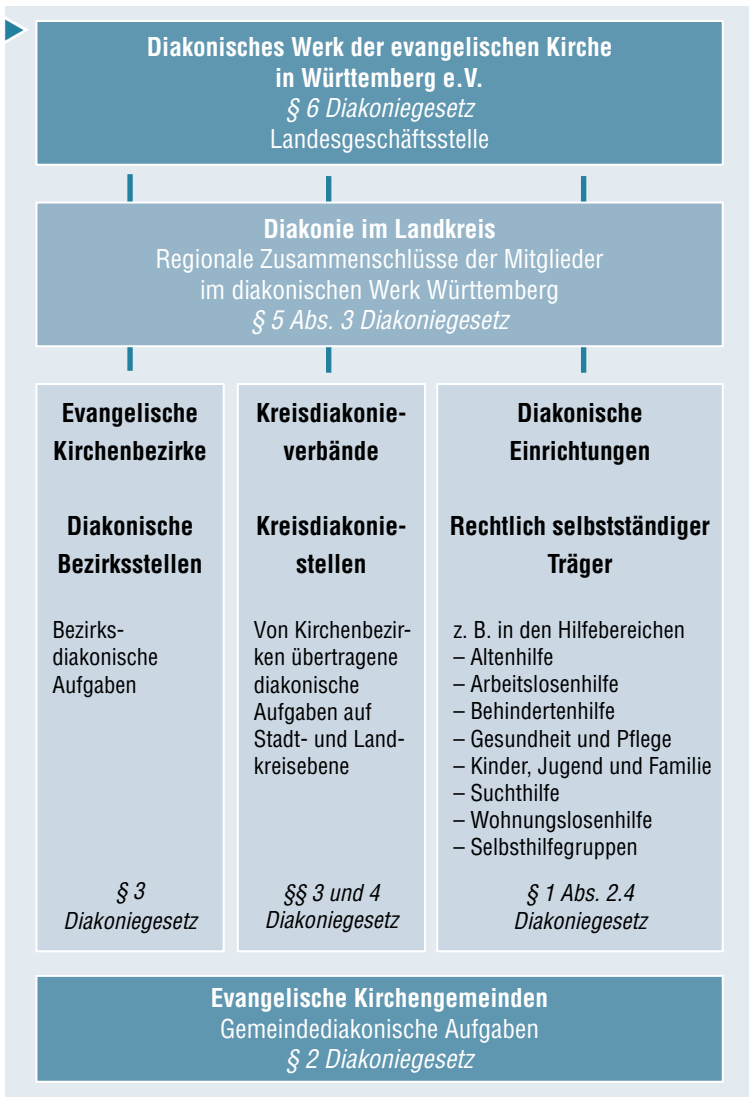 Diakonisches Werk der evangelischen Kirche
in Württemberg e.V.
§ 6 Diakoniegesetz
Landesgeschäftsstelle
Diakonie im Landkreis
Regionale Zusammenschlüsse der Mitglieder
im diakonischen Werk Württemberg
§ 5 Abs. 3 Diakoniegesetz
Evangelische
Kirchenbezirke
Diakonische
Bezirksstellen
Bezirks-
diakonische
Aufgaben
§ 3
Diakoniegesetz
Kreisdiakonie-
verbände
Kreisdiakonie-
stellen
Von Kirchenbezir-
ken übertragene
diakonische
Aufgaben auf
Stadt- und Land-
kreisebene
§§ 3 und 4
Diakoniegesetz
Diakonische
Einrichtungen
Rechtlich selbstständiger
Träger
z. B. in den Hilfebereichen
– Altenhilfe
– Arbeitslosenhilfe
– Behindertenhilfe
– Gesundheit und Pflege
– Kinder, Jugend und Familie
– Suchthilfe
– Wohnungslosenhilfe
– Selbsthilfegruppen
§ 1 Abs. 2.4
Diakoniegesetz
Evangelische Kirchengemeinden
Gemeindediakonische Aufgaben
§ 2 Diakoniegesetz